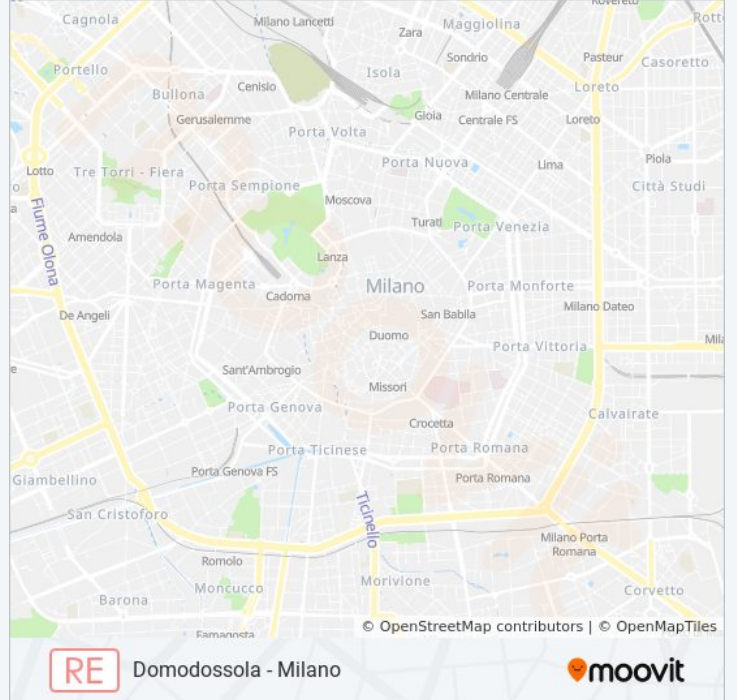 Rovereto
Cagnola
Milano Lancetti
Zara
Maggiolina
Sondrio
Pasteur
Casoretto
Portello
Isola
Bullona
Cenisio
Milano Centrale
Loreto
Gerusalemme
Gioia
Centrale FS
Loreto
Porta Volta
Lotto
Tre Torri - Fiera
Porta Nuova
Lima
Piola
Porta Sempione
Città Studi
Moscova
Turati
Porta Venezia
Fiume Olona
Amendola
Lanza
Porta Magenta
Cadorna
Milano
Porta Monforte
De Angeli
San Babila
Milano Dateo
Duomo
Porta Vittoria
Sant'Ambrogio
Missori
Porta Genova
Crocetta
Calvairate
Porta Ticinese
Porta Romana
Giambellino
Porta Genova FS
Porta Romana
San Cristoforo
Ticinello
Milano Porta
Romana
Romolo
Moncucco
Morivione
Corvetto
Barona
Famagosta
© OpenStreetMap contributors | © OpenMapTiles
RE
Domodossola - Milano
moovit